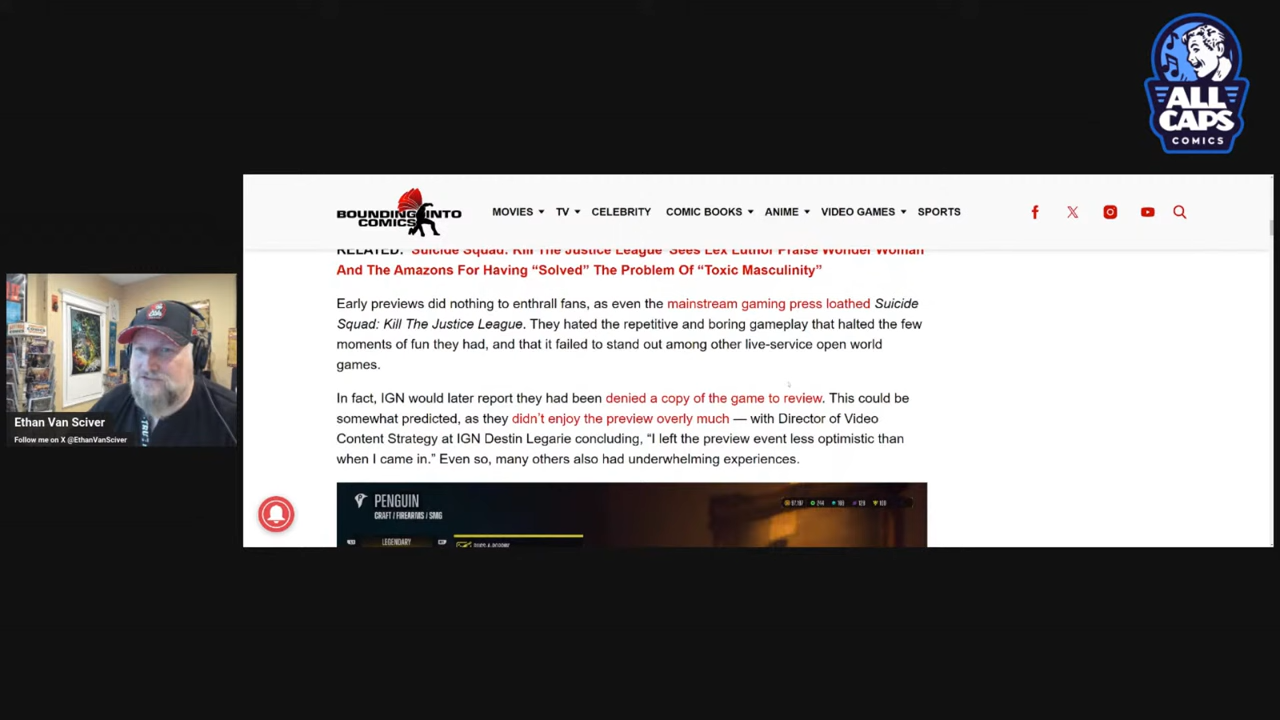 ALL
CAPS
COMICS
BOUNDING INTO
COMICS
MOVIES TV CELEBRITY COMIC BOOKS ANIME VIDEO GAMES SPORTS
RELATED: 'Suicide Squad: Kill The Justice League' Sees Lex Luthor Praise Wonder Woman
And The Amazons For Having “Solved” The Problem Of “Toxic Masculinity”
Early previews did nothing to enthrall fans, as even the mainstream gaming press loathed Suicide
Squad: Kill The Justice League. They hated the repetitive and boring gameplay that halted the few
moments of fun they had, and that it failed to stand out among other live-service open world
games.
In fact, IGN would later report they had been denied a copy of the game to review. This could be
somewhat predicted, as they didn’t enjoy the preview overly much — with Director of Video
Content Strategy at IGN Destin Legarie concluding, “I left the preview event less optimistic than
when I came in.” Even so, many others also had underwhelming experiences.
PENGUIN
CRAFT / FIREARMS / SMG
LEGENDARY
Ethan Van Sciver
Follow me on X @EthanVanSciver